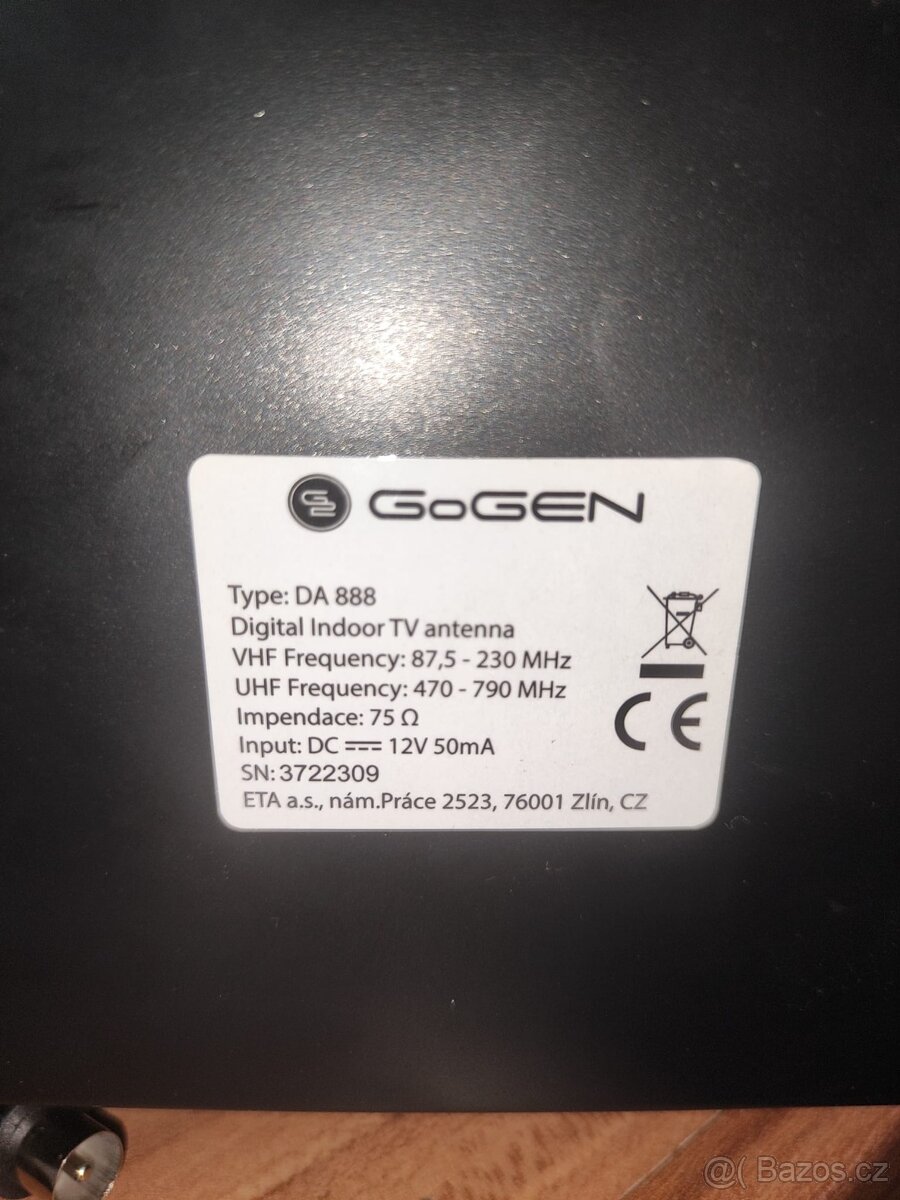 GoGEN
Type: DA 888
Digital Indoor TV antenna
VHF Frequency: 87,5 - 230 MHz
UHF Frequency: 470 - 790 MHz
Impendace: 75 Ω
Input: DC ⎓ 12V 50mA
SN: 3722309
ETA a.s., nám.Práce 2523, 76001 Zlín, CZ
CE
@( Bazos.cz